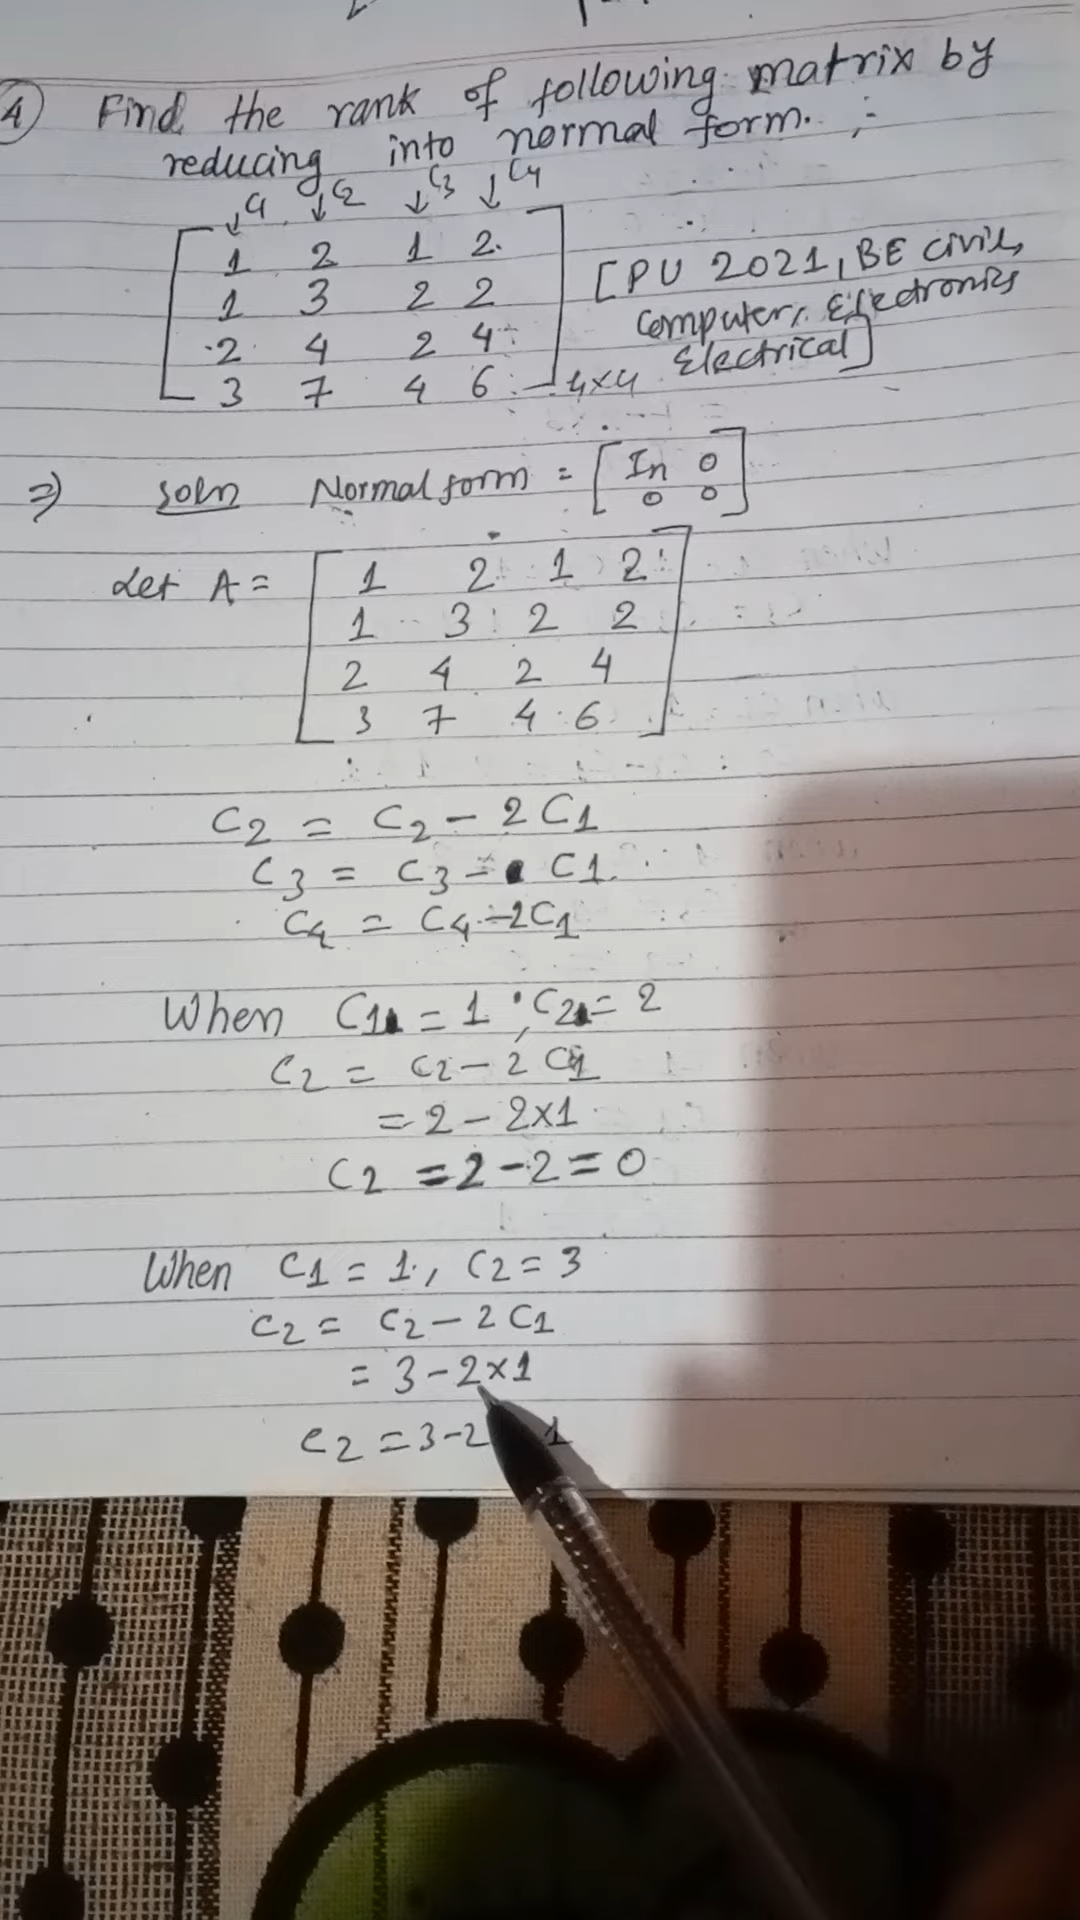 4 Find the rank of following matrix by
reducing into normal form. :-
C1 C2 C3 C4
1 2 1 2
1 3 2 2
2 4 2 4
3 7 4 6
4×4
[PU 2021, BE civil,
Computer, Electronics
Electrical]
=> Soln Normal form = [In 0
0 0]
Let A = 1 2 1 2
1 3 2 2
2 4 2 4
3 7 4 6
C2 = C2 - 2C1
C3 = C3 - C1.
C4 = C4 - 2C1
When C1 = 1, C2 = 2
C2 = C2 - 2C1
= 2 - 2×1
C2 = 2 - 2 = 0
When C1 = 1, C2 = 3
C2 = C2 - 2C1
= 3 - 2×1
C2 = 3 - 2 1